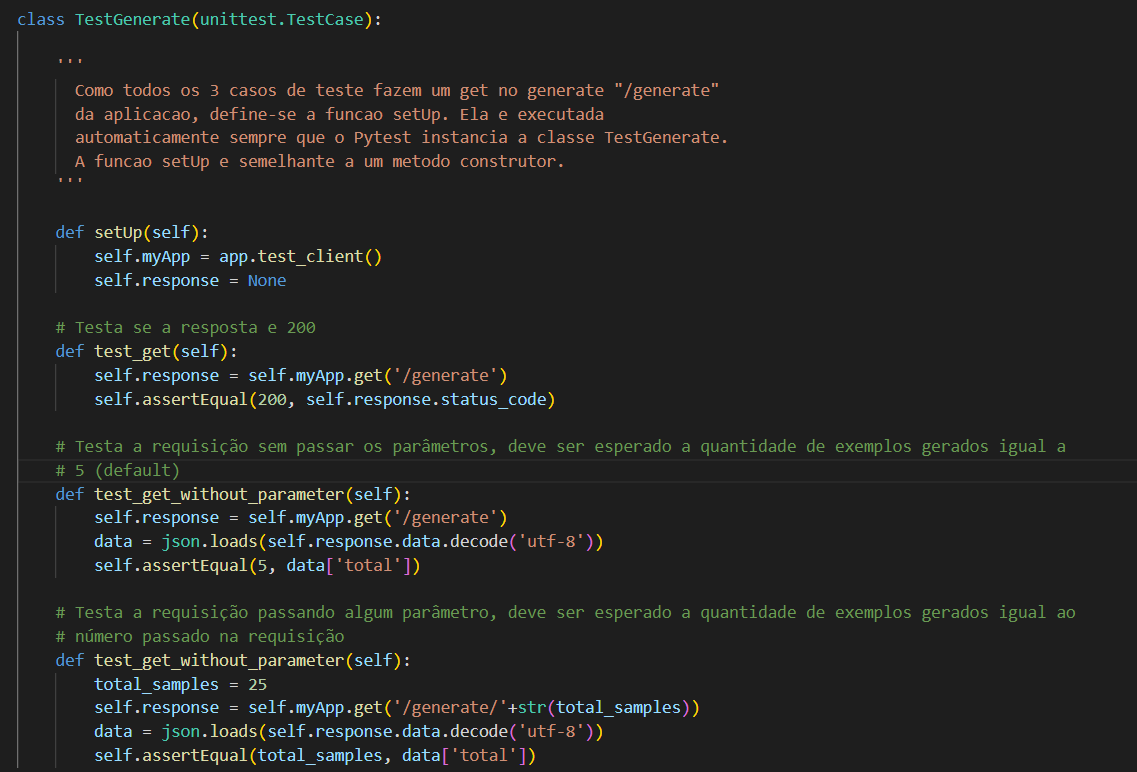 class TestGenerate(unittest.TestCase):
'''
Como todos os 3 casos de teste fazem um get no generate "/generate"
da aplicacao, define-se a funcao setUp. Ela e executada
automaticamente sempre que o Pytest instancia a classe TestGenerate.
A funcao setUp e semelhante a um metodo construtor.
'''
def setUp(self):
self.myApp = app.test_client()
self.response = None
# Testa se a resposta e 200
def test_get(self):
self.response = self.myApp.get('/generate')
self.assertEqual(200, self.response.status_code)
# Testa a requisição sem passar os parâmetros, deve ser esperado a quantidade de exemplos gerados igual a
# 5 (default)
def test_get_without_parameter(self):
self.response = self.myApp.get('/generate')
data = json.loads(self.response.data.decode('utf-8'))
self.assertEqual(5, data['total'])
# Testa a requisição passando algum parâmetro, deve ser esperado a quantidade de exemplos gerados igual ao
# número passado na requisição
def test_get_without_parameter(self):
total_samples = 25
self.response = self.myApp.get('/generate/'+str(total_samples))
data = json.loads(self.response.data.decode('utf-8'))
self.assertEqual(total_samples, data['total'])